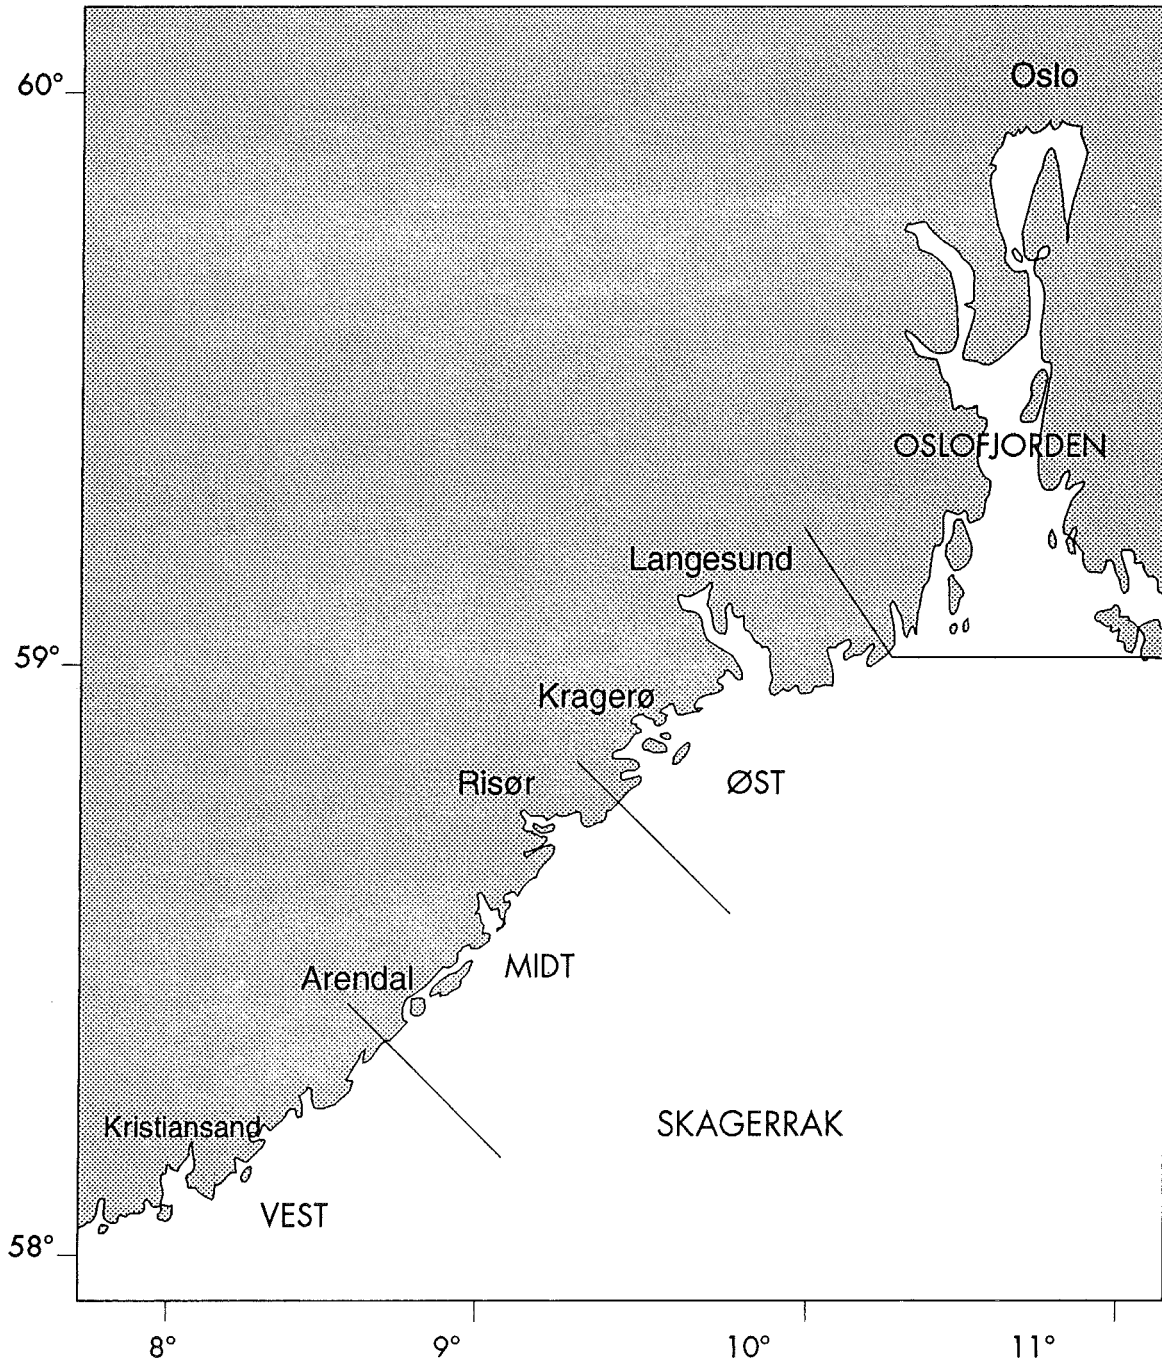 60°
Oslo
OSLOFJORDEN
Langesund
59°
Kragerø
Risør
ØST
MIDT
Arendal
Kristiansand
SKAGERRAK
VEST
58°
8°
9°
10°
11°